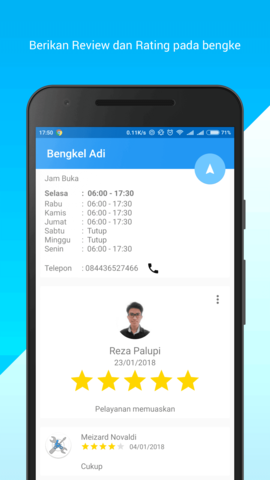 Berikan Review dan Rating pada bengke
17:50 0.11K/s 71%
Bengkel Adi
Jam Buka
Selasa : 06:00 - 17:30
Rabu : 06:00 - 17:30
Kamis : 06:00 - 17:30
Jumat : 06:00 - 17:30
Sabtu : Tutup
Minggu : Tutup
Senin : 06:00 - 17:30
Telepon : 084436527466
Reza Palupi
23/01/2018
Pelayanan memuaskan
Meizard Novaldi
04/01/2018
Cukup